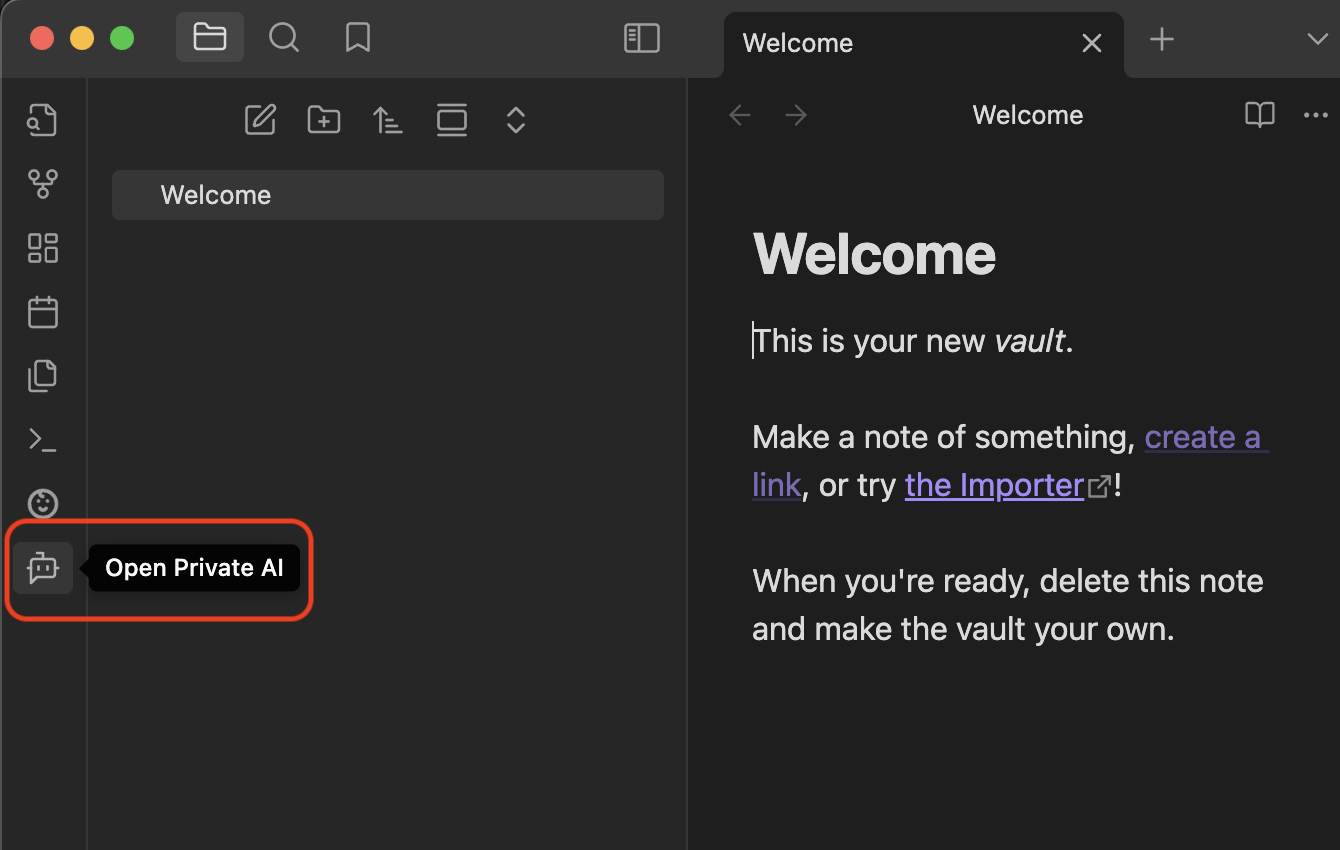 Welcome
Welcome
Welcome
Welcome
This is your new vault.
Make a note of something, create a
link, or try the Importer!
When you're ready, delete this note
and make the vault your own.
Open Private AI